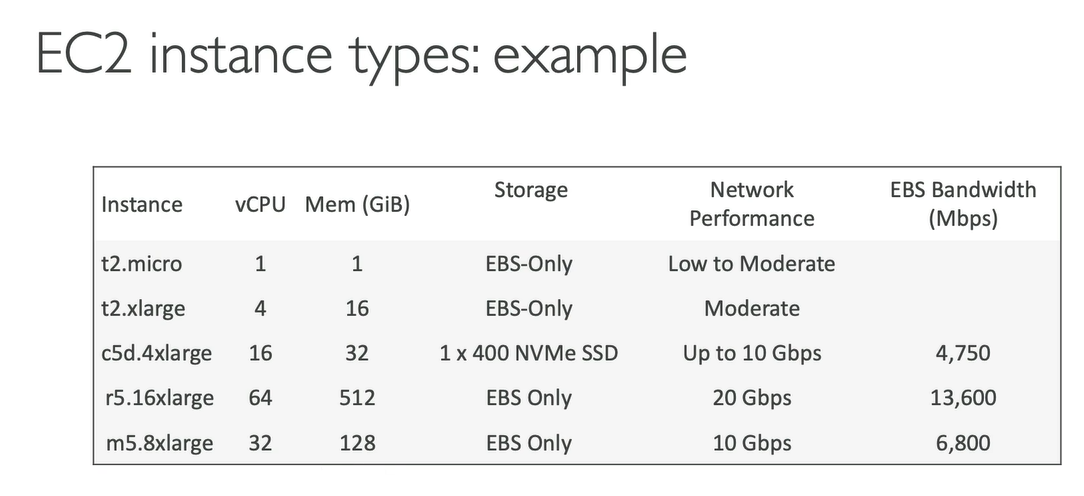 EC2 instance types: example
Instance vCPU Mem (GiB) Storage Network Performance EBS Bandwidth (Mbps)
t2.micro 1 1 EBS-Only Low to Moderate
t2.xlarge 4 16 EBS-Only Moderate
c5d.4xlarge 16 32 1 x 400 NVMe SSD Up to 10 Gbps 4,750
r5.16xlarge 64 512 EBS Only 20 Gbps 13,600
m5.8xlarge 32 128 EBS Only 10 Gbps 6,800